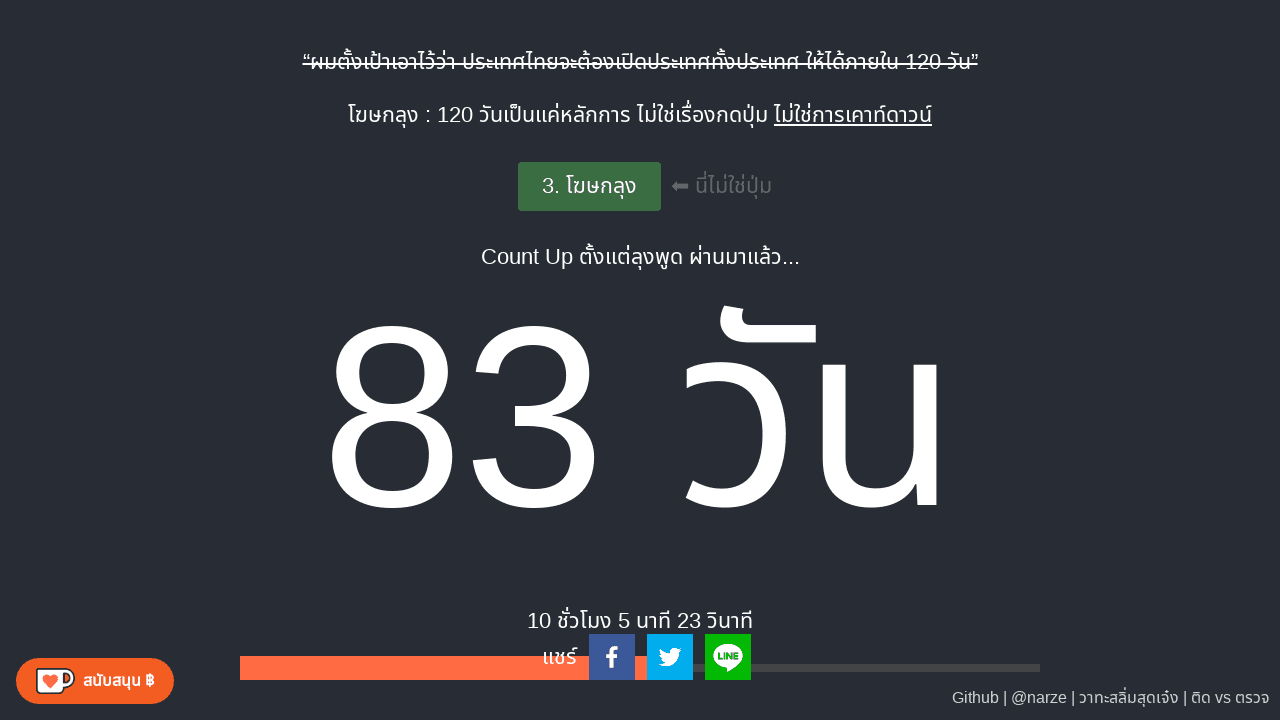 “ผมตั้งเป้าเอาไว้ว่า ประเทศไทยจะต้องเปิดประเทศทั้งประเทศ ให้ได้ภายใน 120 วัน”
โฆษกลุง : 120 วันเป็นแค่หลักการ ไม่ใช่เรื่องกดปุ่ม ไม่ใช่การเคาท์ดาวน์
3. โฆษกลุง ⬅ นี่ไม่ใช่ปุ่ม
Count Up ตั้งแต่ลุงพูด ผ่านมาแล้ว...
83 วัน
10 ชั่วโมง 5 นาที 23 วินาที
แชร์
LINE
สนับสนุน ฿
Github | @narze | วาทะสลิ่มสุดเจ๋ง | ติด vs ตรวจ